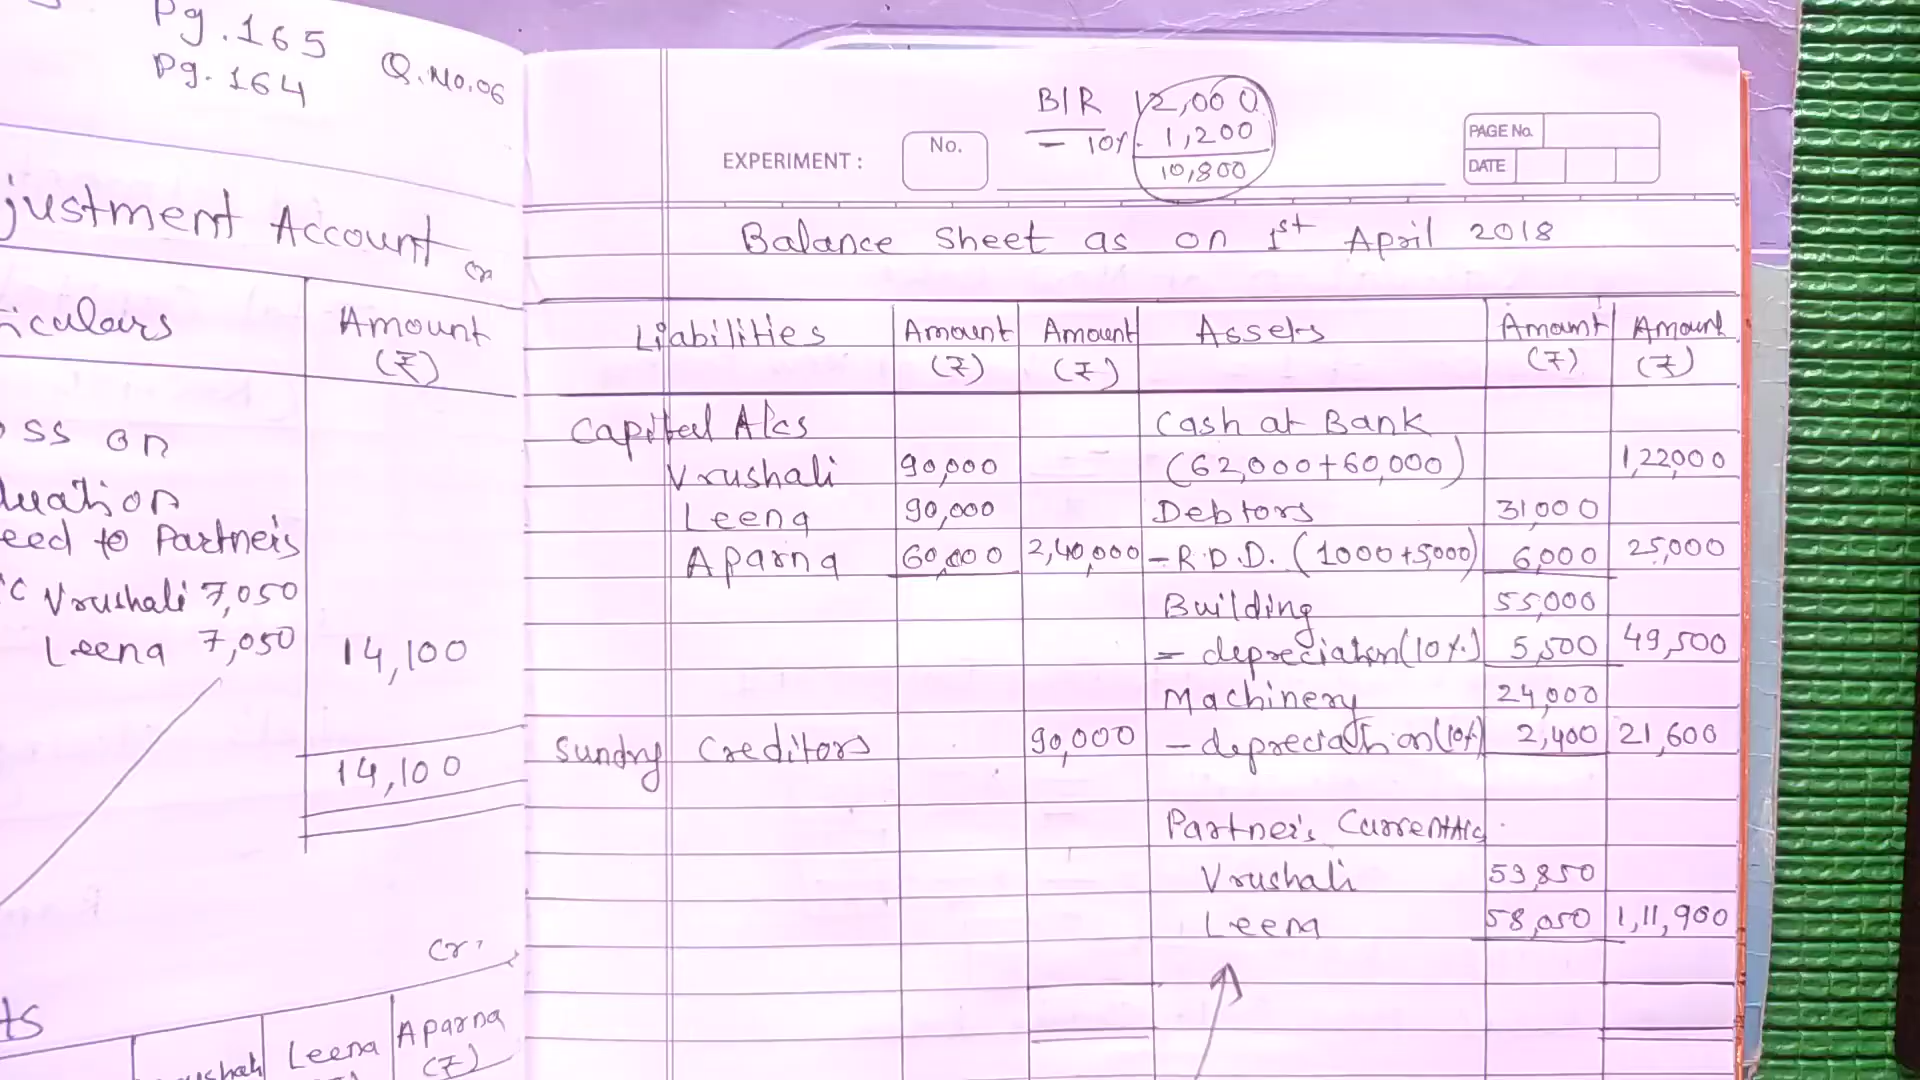 Pg.165
Pg.164
Q.No.06
justment Account
Cr
iculars
Amount
(₹)
oss on
luation
eed to Partner's
'C Vrushali 7,050
Leena 7,050
14,100
14,100
Cr.
ts
Leena
Aparna
(₹)
B/R 12,000
- 10% - 1,200
10,800
EXPERIMENT :
No.
PAGE No.
DATE
Balance Sheet as on 1st April 2018
Liabilities Amount (₹) Amount (₹) Assets Amount (₹) Amount (₹)
Capital A/cs Cash at Bank
Vrushali 90,000 (62,000+60,000) 1,22,000
Leena 90,000 Debtors 31,000
Aparna 60,000 2,40,000 - R.D.D. (1000+5,000) 6,000 25,000
Building 55,000
- depreciation (10%) 5,500 49,500
Machinery 24,000
Sundry Creditors 90,000 - depreciation (10%) 2,400 21,600
Partner's Current A/c
Vrushali 53,850
Leena 58,050 1,11,900